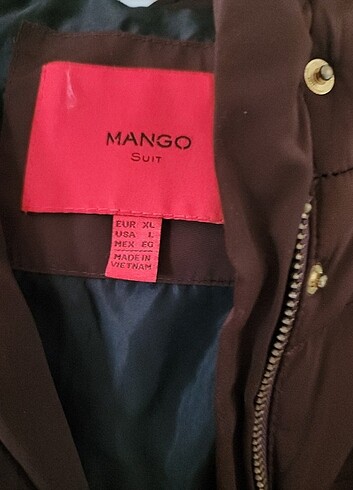 MANGO
SUIT
EUR XL
USA L
MEX EG
MADE IN
VIETNAM